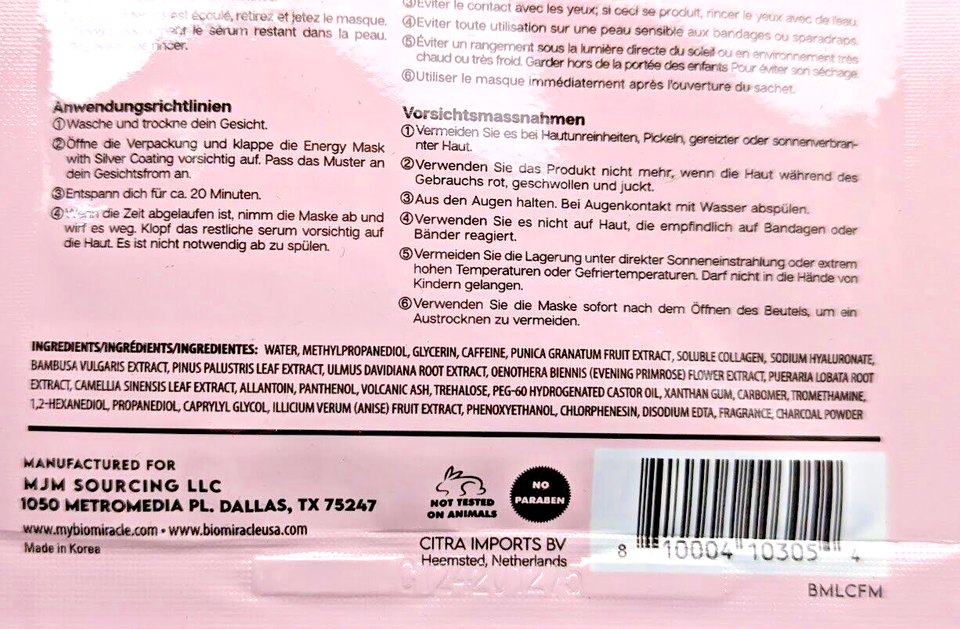 est écoulé, retirez et jetez le masque.
le sérum restant dans la peau.
rincer.
③Éviter le contact avec les yeux; si ceci se produit, rincer le yeux avec de l'eau.
④Éviter toute utilisation sur une peau sensible aux bandages ou sparadraps.
⑤Éviter un rangement sous la lumière directe du soleil ou en environnement très
chaud ou très froid. Garder hors de la portée des enfants Pour éviter son séchage.
⑥Utiliser le masque immédiatement après l'ouverture du sachet.
Anwendungsrichtlinien
①Wasche und trockne dein Gesicht.
②Öffne die Verpackung und klappe die Energy Mask
with Silver Coating vorsichtig auf. Pass das Muster an
dein Gesichtsfrom an.
③Entspann dich für ca. 20 Minuten.
④Wenn die Zeit abgelaufen ist, nimm die Maske ab und
wirf es weg. Klopf das restliche serum vorsichtig auf
die Haut. Es ist nicht notwendig ab zu spülen.
Vorsichtsmassnahmen
①Vermeiden Sie es bei Hautunreinheiten, Pickeln, gereizter oder sonnenverbran-
nter Haut.
②Verwenden Sie das Produkt nicht mehr, wenn die Haut während des
Gebrauchs rot, geschwollen und juckt.
③Aus den Augen halten. Bei Augenkontakt mit Wasser abspülen.
④Verwenden Sie es nicht auf Haut, die empfindlich auf Bandagen oder
Bänder reagiert.
⑤Vermeiden Sie die Lagerung unter direkter Sonneneinstrahlung oder extrem
hohen Temperaturen oder Gefriertemperaturen. Darf nicht in die Hände von
Kindern gelangen.
⑥Verwenden Sie die Maske sofort nach dem Öffnen des Beutels, um ein
Austrocknen zu vermeiden.
INGREDIENTS/INGRÉDIENTS/INGREDIENTES: WATER, METHYLPROPANEDIOL, GLYCERIN, CAFFEINE, PUNICA GRANATUM FRUIT EXTRACT, SOLUBLE COLLAGEN, SODIUM HYALURONATE,
BAMBUSA VULGARIS EXTRACT, PINUS PALUSTRIS LEAF EXTRACT, ULMUS DAVIDIANA ROOT EXTRACT, OENOTHERA BIENNIS (EVENING PRIMROSE) FLOWER EXTRACT, PUERARIA LOBATA ROOT
EXTRACT, CAMELLIA SINENSIS LEAF EXTRACT, ALLANTOIN, PANTHENOL, VOLCANIC ASH, TREHALOSE, PEG-60 HYDROGENATED CASTOR OIL, XANTHAN GUM, CARBOMER, TROMETHAMINE,
1,2-HEXANEDIOL, PROPANEDIOL, CAPRYLYL GLYCOL, ILLICIUM VERUM (ANISE) FRUIT EXTRACT, PHENOXYETHANOL, CHLORPHENESIN, DISODIUM EDTA, FRAGRANCE, CHARCOAL POWDER
MANUFACTURED FOR
MJM SOURCING LLC
1050 METROMEDIA PL. DALLAS, TX 75247
www.mybiomiracle.com • www.biomiracleusa.com
Made in Korea
NOT TESTED
ON ANIMALS
NO
PARABEN
CITRA IMPORTS BV
Heemsted, Netherlands
8 10004 10305 4
BMLCFM